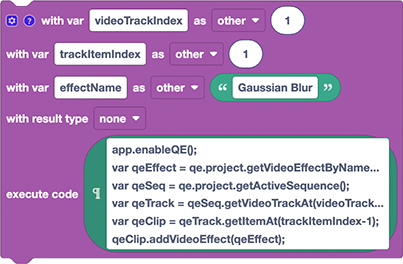 with var videoTrackIndex as other 1
with var trackItemIndex as other 1
with var effectName as other “ Gaussian Blur ”
with result type none
app.enableQE();
var qeEffect = qe.project.getVideoEffectByName...
var qeSeq = qe.project.getActiveSequence();
var qeTrack = qeSeq.getVideoTrackAt(videoTrack...
execute code ¶ var qeClip = qeTrack.getItemAt(trackItemIndex-1);
qeClip.addVideoEffect(qeEffect);